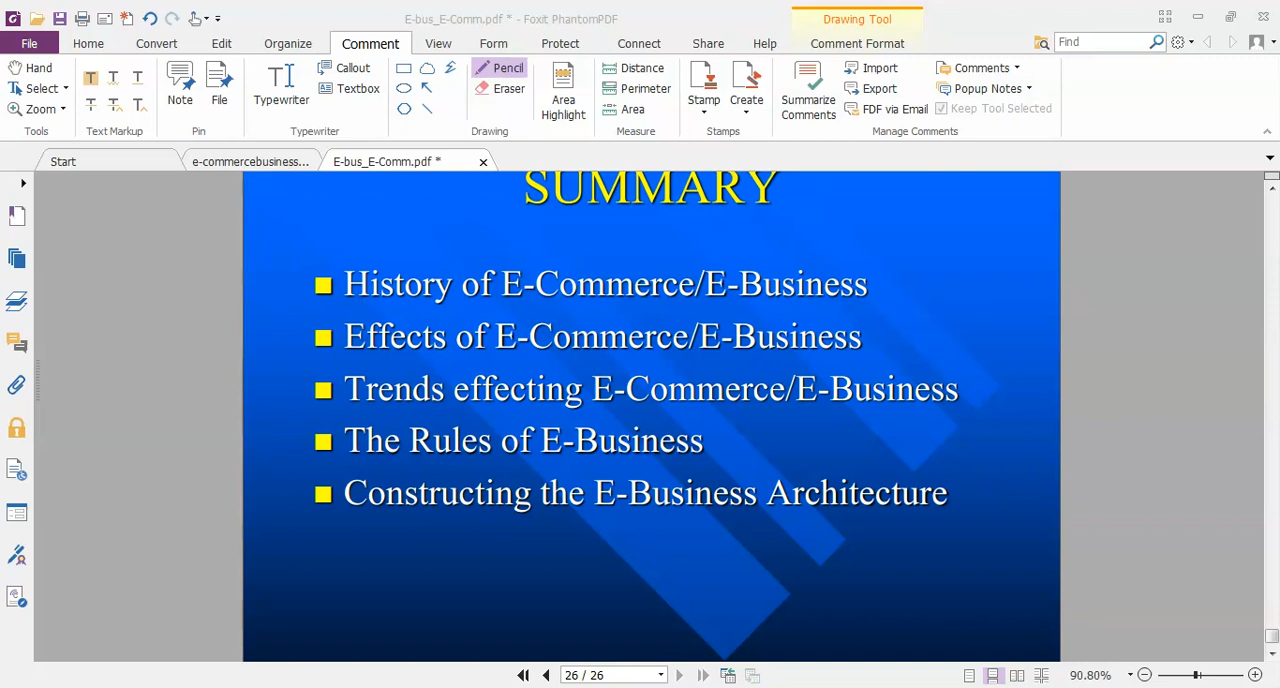 E-bus_E-Comm.pdf * - Foxit PhantomPDF
Drawing Tool
File Home Convert Edit Organize Comment View Form Protect Connect Share Help Comment Format Find
Hand
Select
Zoom
Tools
Text Markup
Note
File
Pin
Typewriter
Callout
Textbox
Typewriter
Pencil
Eraser
Drawing
Area Highlight
Distance
Perimeter
Area
Measure
Stamp
Create
Stamps
Summarize Comments
Import
Export
FDF via Email
Comments
Popup Notes
Keep Tool Selected
Manage Comments
Start
e-commercebusiness...
E-bus_E-Comm.pdf *
SUMMARY
History of E-Commerce/E-Business
Effects of E-Commerce/E-Business
Trends effecting E-Commerce/E-Business
The Rules of E-Business
Constructing the E-Business Architecture
26 / 26
90.80%